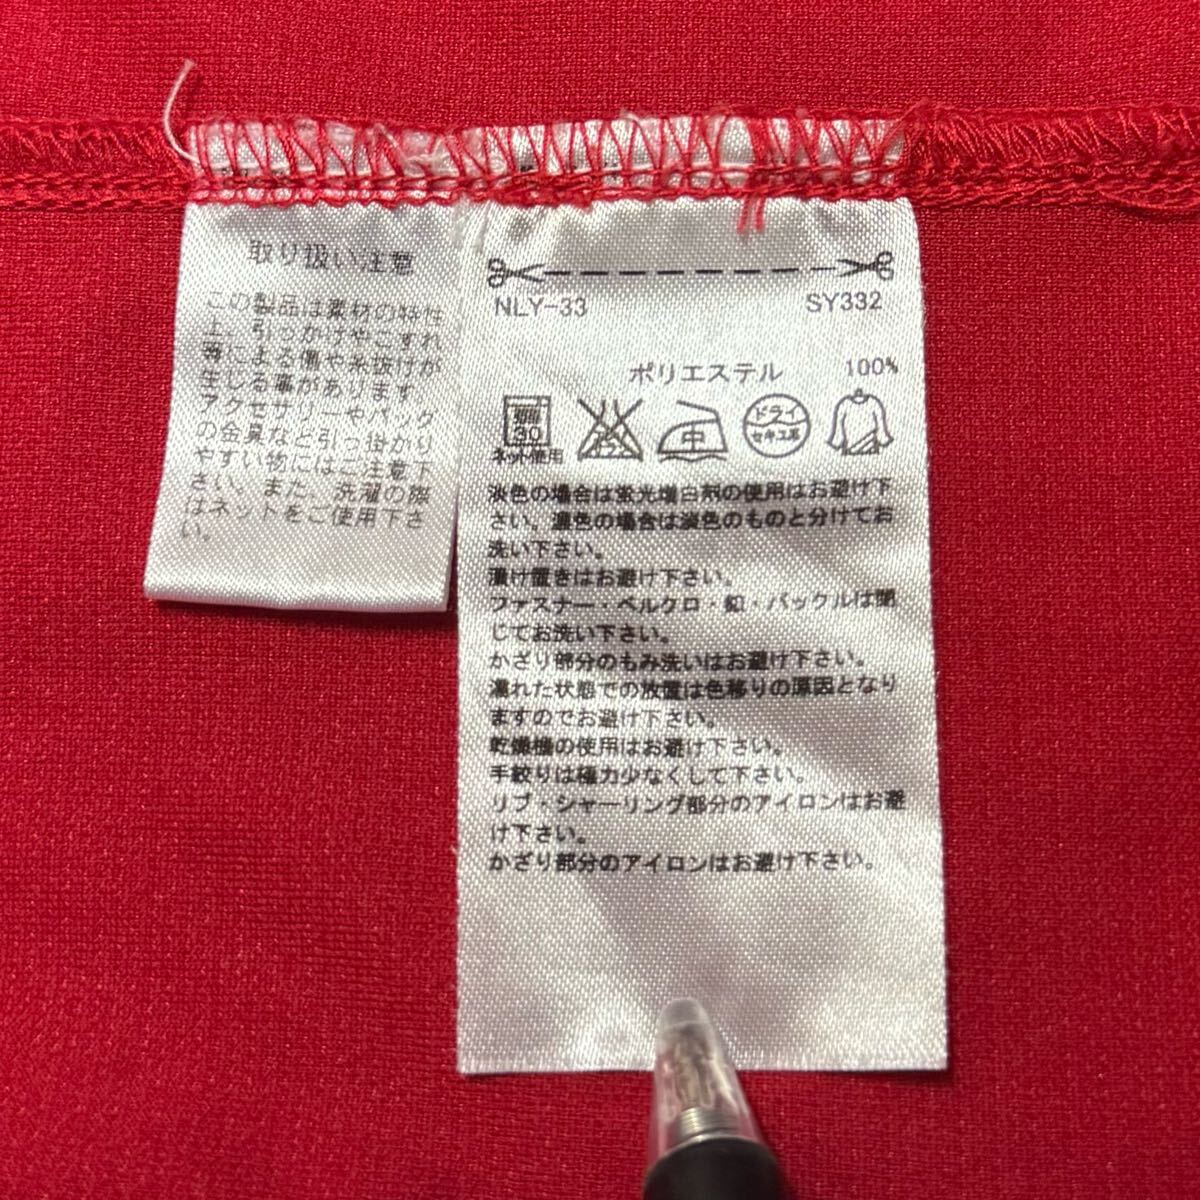 取り扱い注意
この製品は素材の特性
上、引っかけやこすれ
等による傷や糸抜けが
生じる事があります。
アクセサリーやバッグ
の金具など引っ掛かり
やすい物にはご注意下
さい。また、洗濯の際
はネットをご使用下さ
い。
NLY-33 SY332
ポリエステル 100%
30 中 ドライ
ネット使用 セキユ系
淡色の場合は蛍光増白剤の使用はお避け下
さい、濃色の場合は淡色のものと分けてお
洗い下さい。
漬け置きはお避け下さい。
ファスナー・ベルクロ・釦・バックルは閉
じてお洗い下さい。
かざり部分のもみ洗いはお避け下さい。
濡れた状態での放置は色移りの原因となり
ますのでお避け下さい。
乾燥機の使用はお避け下さい。
手絞りは極力少なくして下さい。
リブ・シャーリング部分のアイロンはお避
け下さい。
かざり部分のアイロンはお避け下さい。